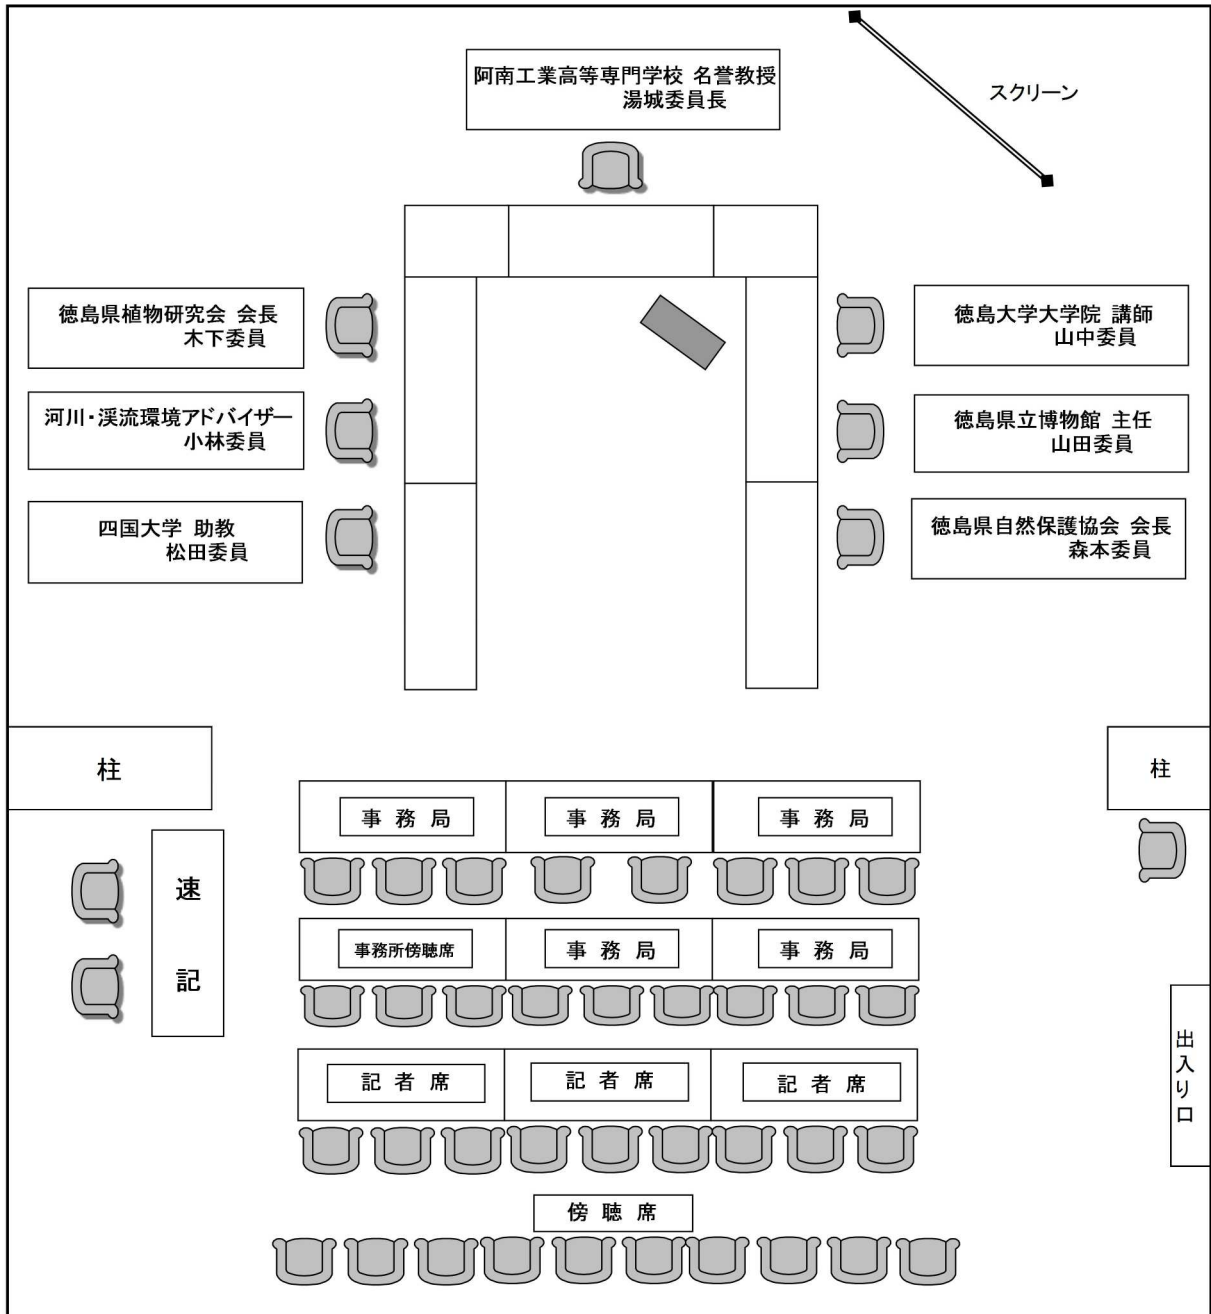 阿南工業高等専門学校 名誉教授
湯城委員長
スクリーン
徳島県植物研究会 会長
木下委員
河川・渓流環境アドバイザー
小林委員
四国大学 助教
松田委員
徳島大学大学院 講師
山中委員
徳島県立博物館 主任
山田委員
徳島県自然保護協会 会長
森本委員
柱
柱
事務局
事務局
事務局
速記
事務所傍聴席
事務局
事務局
出入り口
記者席
記者席
記者席
傍聴席